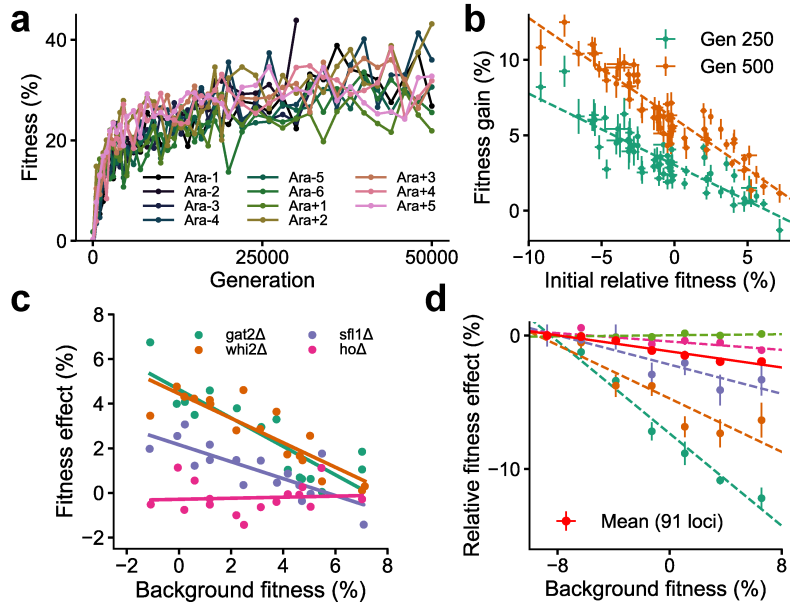 a
Fitness (%)
40
20
0
Ara-1
Ara-2
Ara-3
Ara-4
Ara-5
Ara-6
Ara+1
Ara+2
Ara+3
Ara+4
Ara+5
0
25000
50000
Generation
b
Fitness gain (%)
10
5
0
Gen 250
Gen 500
−10
−5
0
5
Initial relative fitness (%)
c
Fitness effect (%)
8
6
4
2
0
−2
gat2Δ
whi2Δ
sfl1Δ
hoΔ
−2
0
2
4
6
8
Background fitness (%)
d
Relative fitness effect (%)
0
−10
Mean (91 loci)
−8
0
8
Background fitness (%)